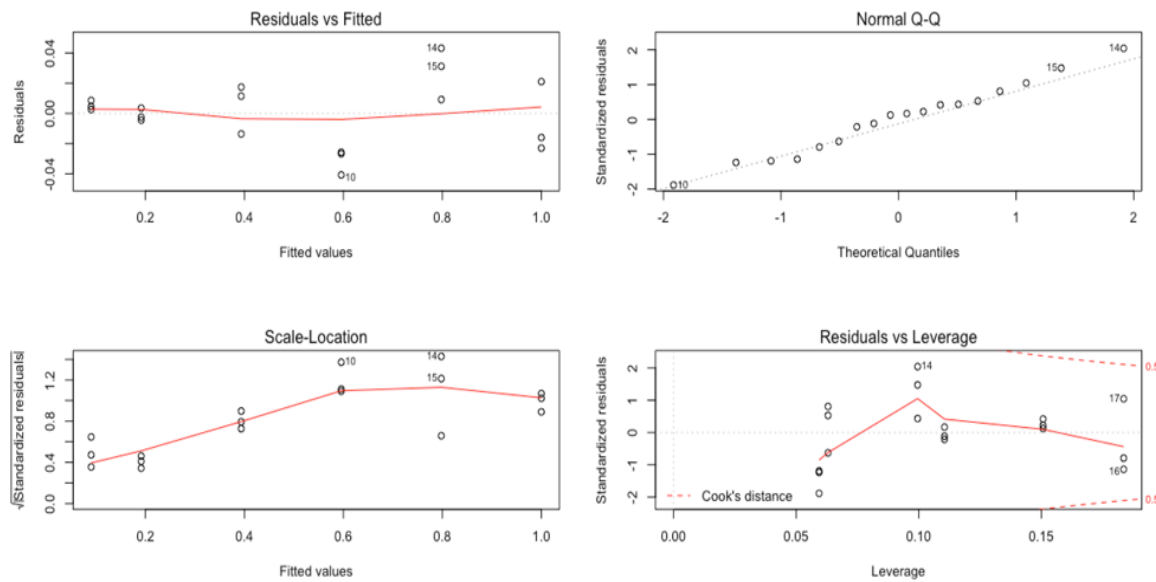 Residuals vs Fitted
Residuals
0.04
0.00
-0.04
14
15
10
0.2 0.4 0.6 0.8 1.0
Fitted values
Normal Q-Q
Standardized residuals
2
1
0
-1
-2
14
15
10
-2 -1 0 1 2
Theoretical Quantiles
Scale-Location
√|Standardized residuals|
1.2
0.8
0.4
0.0
10
14
15
0.2 0.4 0.6 0.8 1.0
Fitted values
Residuals vs Leverage
Standardized residuals
2
1
0
-1
-2
14
17
16
Cook's distance
0.00 0.05 0.10 0.15
Leverage